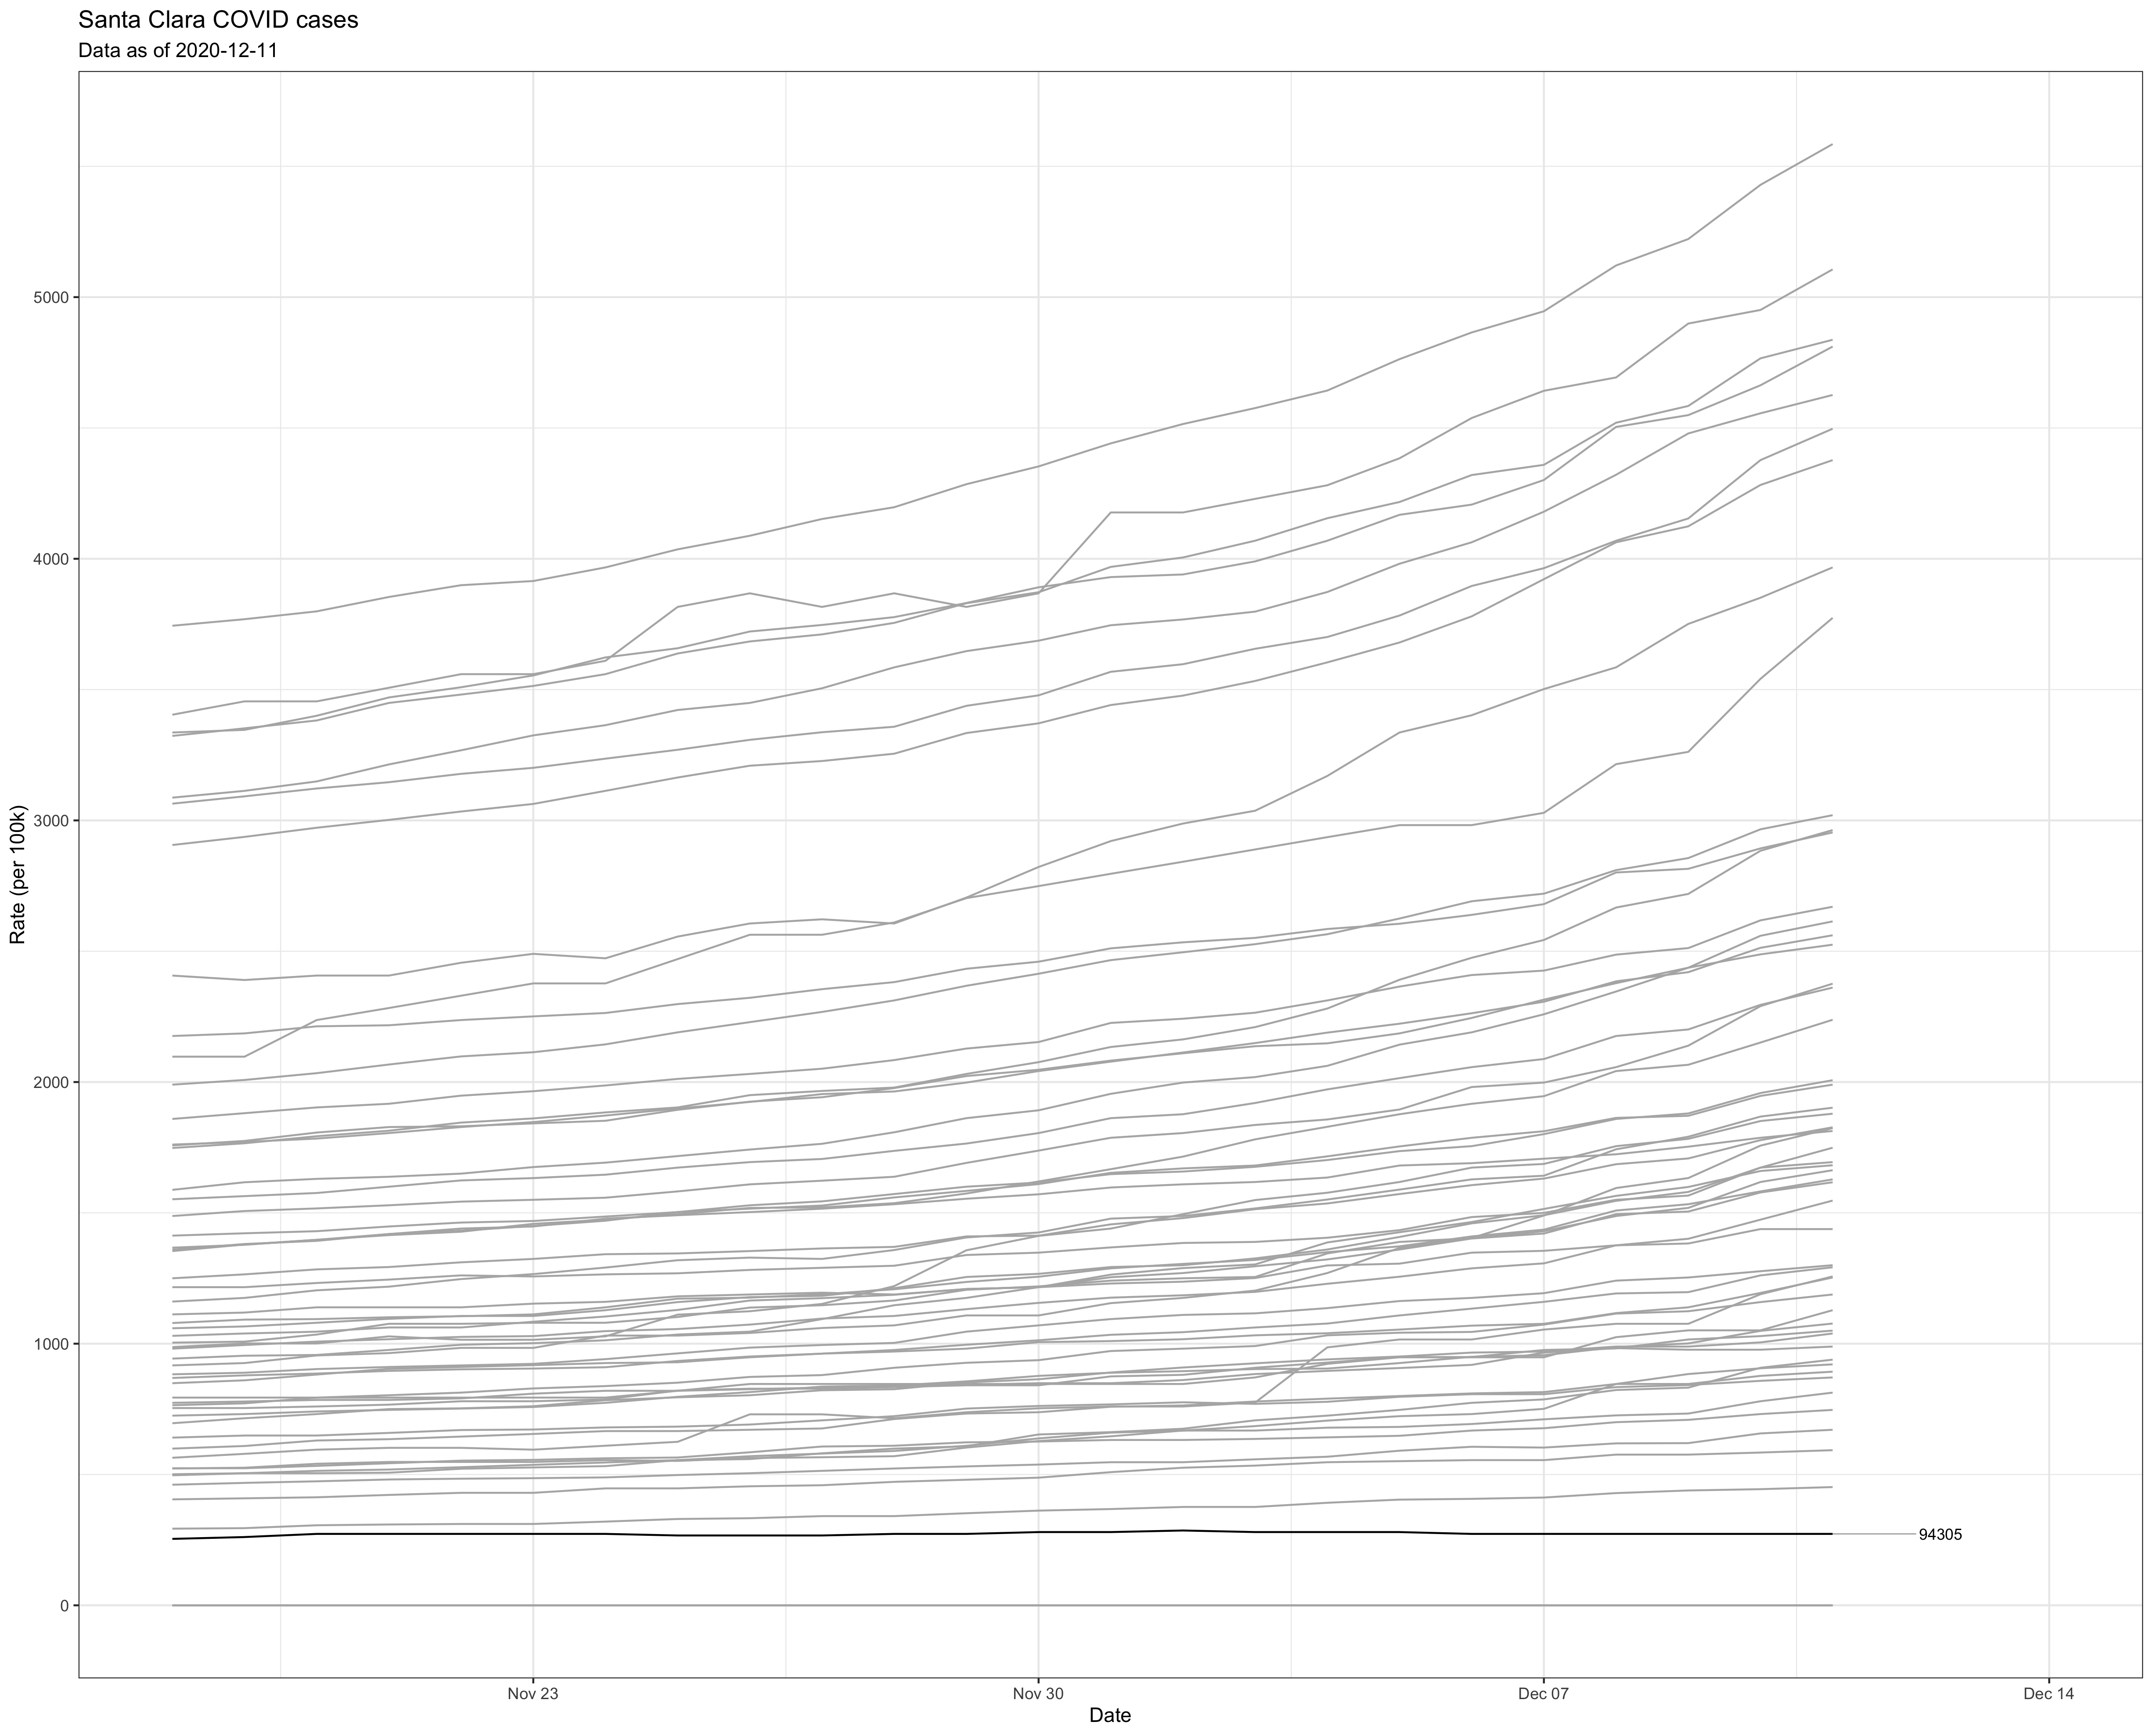 Santa Clara COVID cases
Data as of 2020-12-11
Rate (per 100k)
5000
4000
3000
2000
1000
0
94305
Nov 23
Nov 30
Dec 07
Dec 14
Date